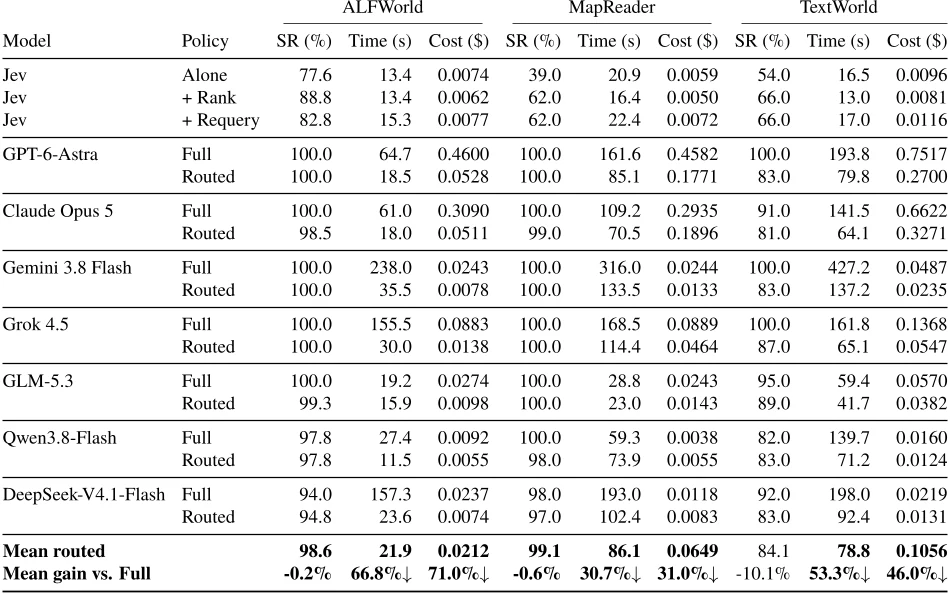 ALFWorld MapReader TextWorld
Model Policy SR (%) Time (s) Cost ($) SR (%) Time (s) Cost ($) SR (%) Time (s) Cost ($)
Jev Alone 77.6 13.4 0.0074 39.0 20.9 0.0059 54.0 16.5 0.0096
Jev + Rank 88.8 13.4 0.0062 62.0 16.4 0.0050 66.0 13.0 0.0081
Jev + Requery 82.8 15.3 0.0077 62.0 22.4 0.0072 66.0 17.0 0.0116
GPT-6-Astra Full 100.0 64.7 0.4600 100.0 161.6 0.4582 100.0 193.8 0.7517
Routed 100.0 18.5 0.0528 100.0 85.1 0.1771 83.0 79.8 0.2700
Claude Opus 5 Full 100.0 61.0 0.3090 100.0 109.2 0.2935 91.0 141.5 0.6622
Routed 98.5 18.0 0.0511 99.0 70.5 0.1896 81.0 64.1 0.3271
Gemini 3.8 Flash Full 100.0 238.0 0.0243 100.0 316.0 0.0244 100.0 427.2 0.0487
Routed 100.0 35.5 0.0078 100.0 133.5 0.0133 83.0 137.2 0.0235
Grok 4.5 Full 100.0 155.5 0.0883 100.0 168.5 0.0889 100.0 161.8 0.1368
Routed 100.0 30.0 0.0138 100.0 114.4 0.0464 87.0 65.1 0.0547
GLM-5.3 Full 100.0 19.2 0.0274 100.0 28.8 0.0243 95.0 59.4 0.0570
Routed 99.3 15.9 0.0098 100.0 23.0 0.0143 89.0 41.7 0.0382
Qwen3.8-Flash Full 97.8 27.4 0.0092 100.0 59.3 0.0038 82.0 139.7 0.0160
Routed 97.8 11.5 0.0055 98.0 73.9 0.0055 83.0 71.2 0.0124
DeepSeek-V4.1-Flash Full 94.0 157.3 0.0237 98.0 193.0 0.0118 92.0 198.0 0.0219
Routed 94.8 23.6 0.0074 97.0 102.4 0.0083 83.0 92.4 0.0131
Mean routed 98.6 21.9 0.0212 99.1 86.1 0.0649 84.1 78.8 0.1056
Mean gain vs. Full -0.2% 66.8%↓ 71.0%↓ -0.6% 30.7%↓ 31.0%↓ -10.1% 53.3%↓ 46.0%↓